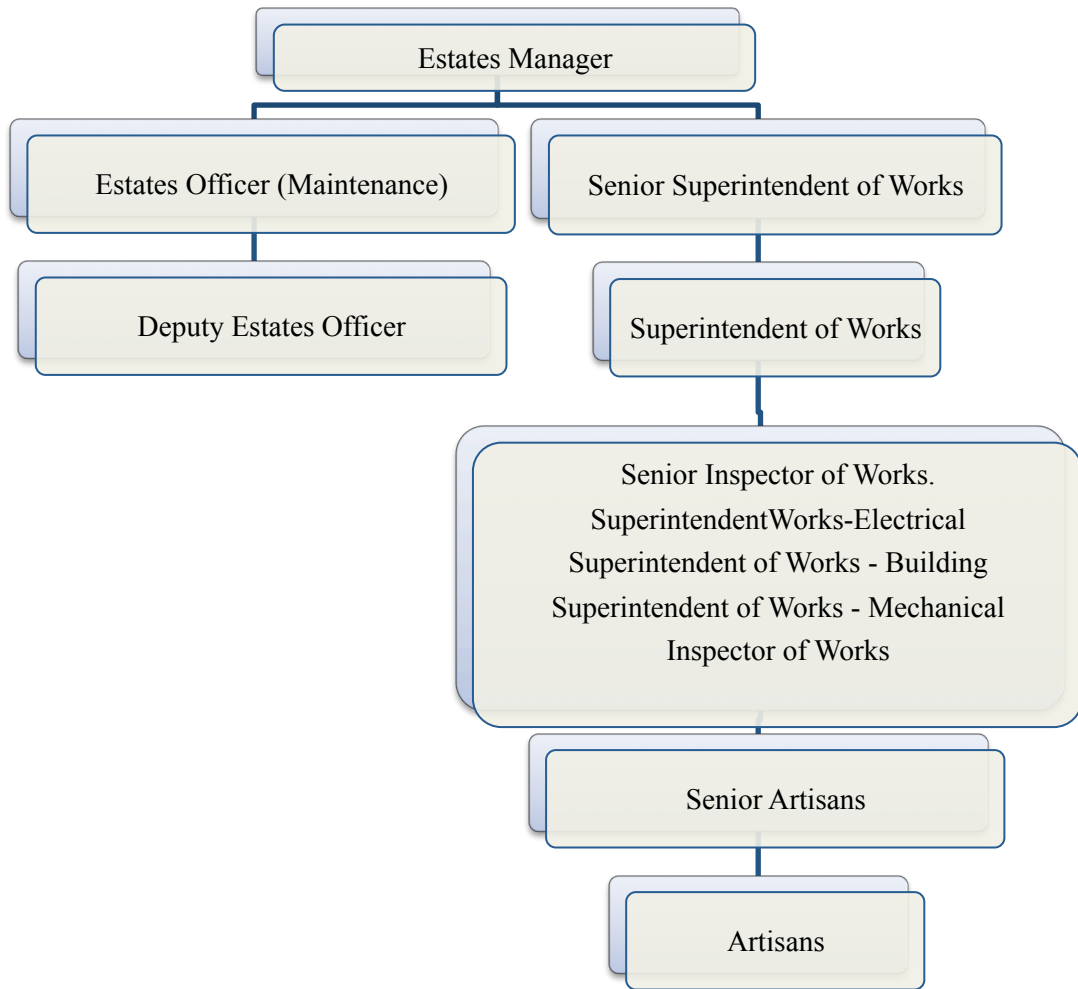 Estates Manager
Estates Officer (Maintenance)
Senior Superintendent of Works
Deputy Estates Officer
Superintendent of Works
Senior Inspector of Works.
SuperintendentWorks-Electrical
Superintendent of Works - Building
Superintendent of Works - Mechanical
Inspector of Works
Senior Artisans
Artisans